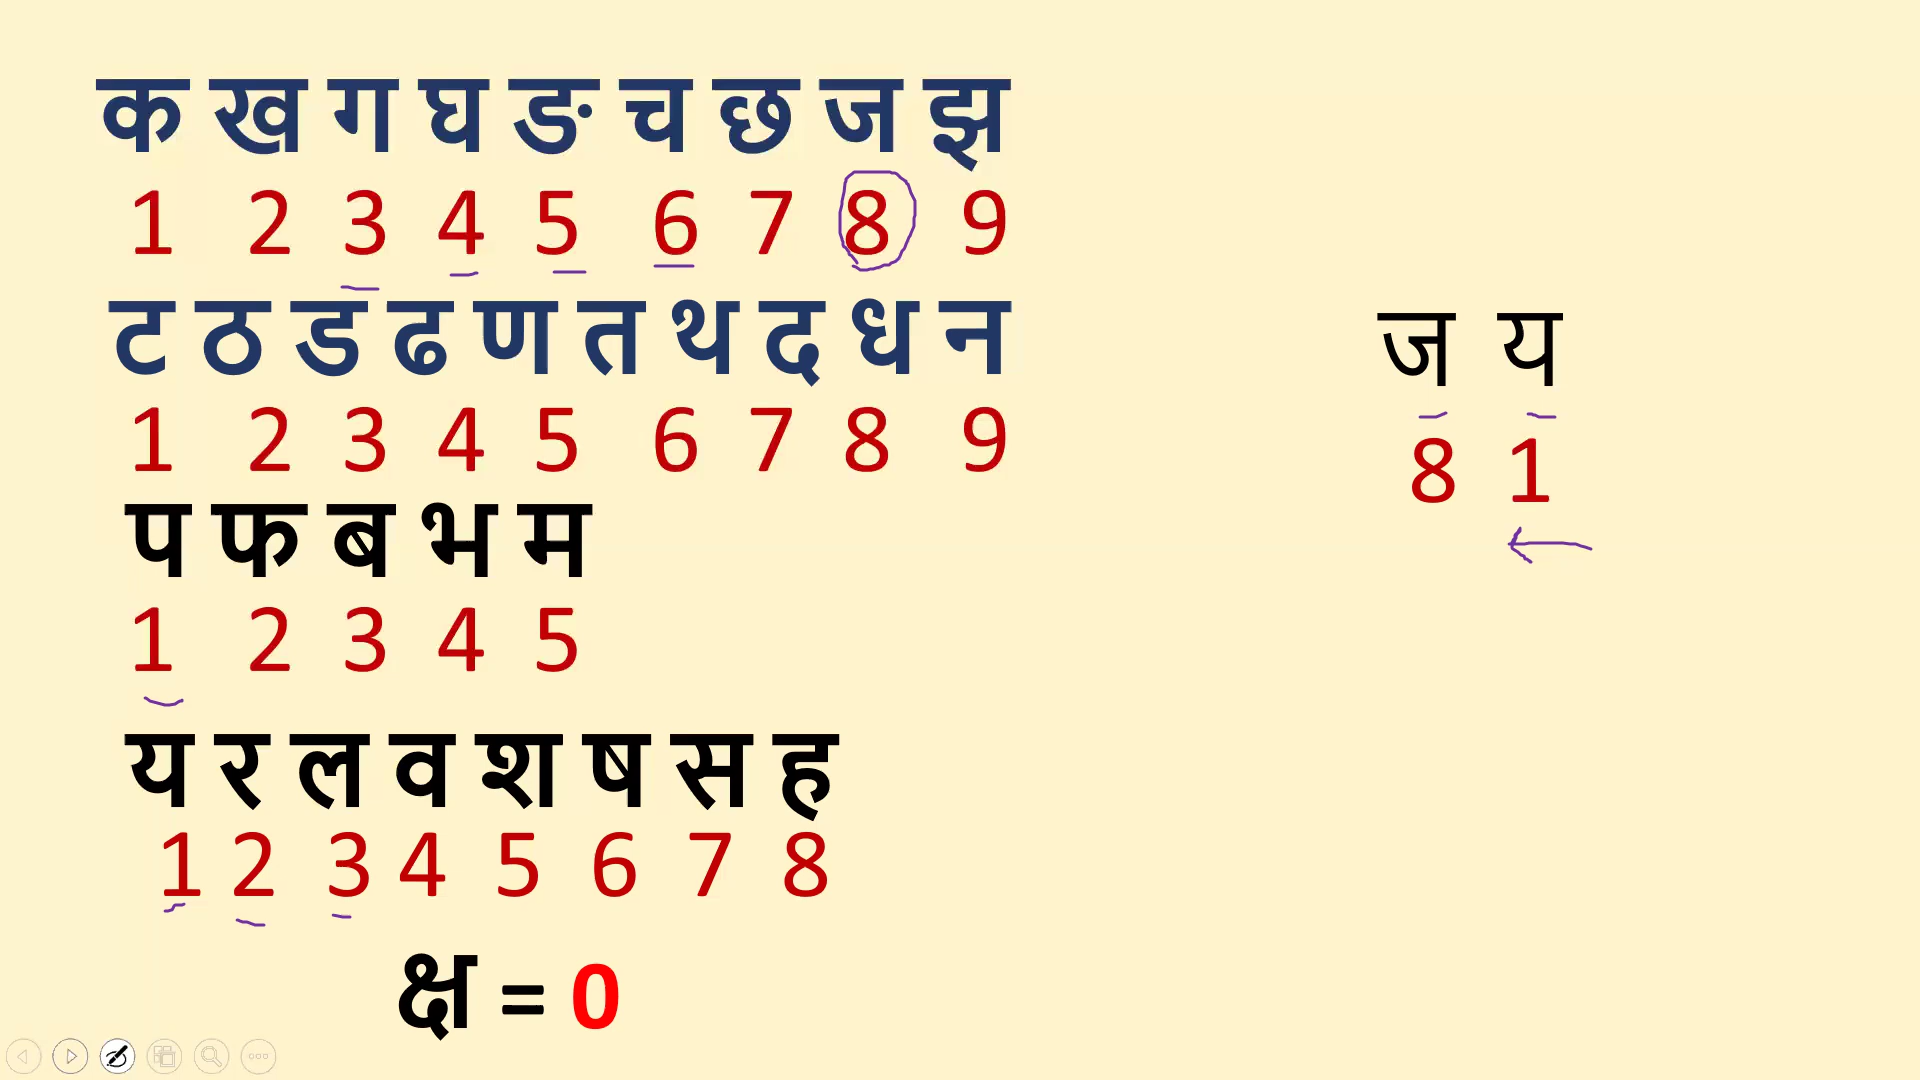 क ख ग घ ङ च छ ज झ
1 2 3 4 5 6 7 8 9
ट ठ ड ढ ण त थ द ध न
1 2 3 4 5 6 7 8 9
प फ ब भ म
1 2 3 4 5
य र ल व श ष स ह
1 2 3 4 5 6 7 8
क्ष = 0
ज य
8 1